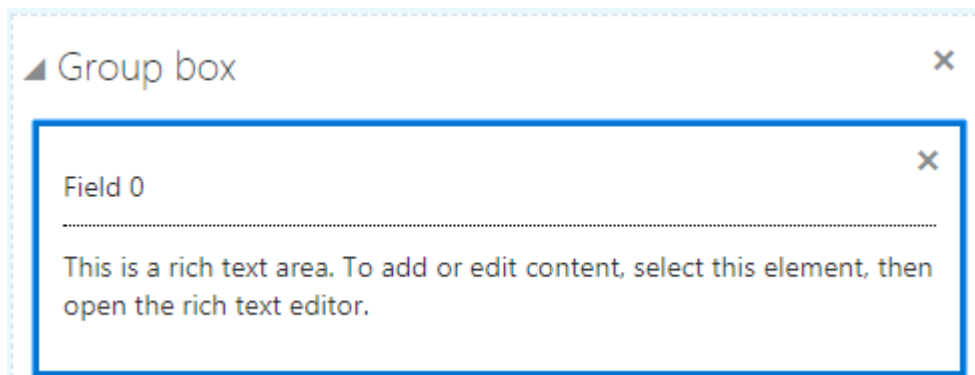 Group box
Field 0
This is a rich text area. To add or edit content, select this element, then
open the rich text editor.